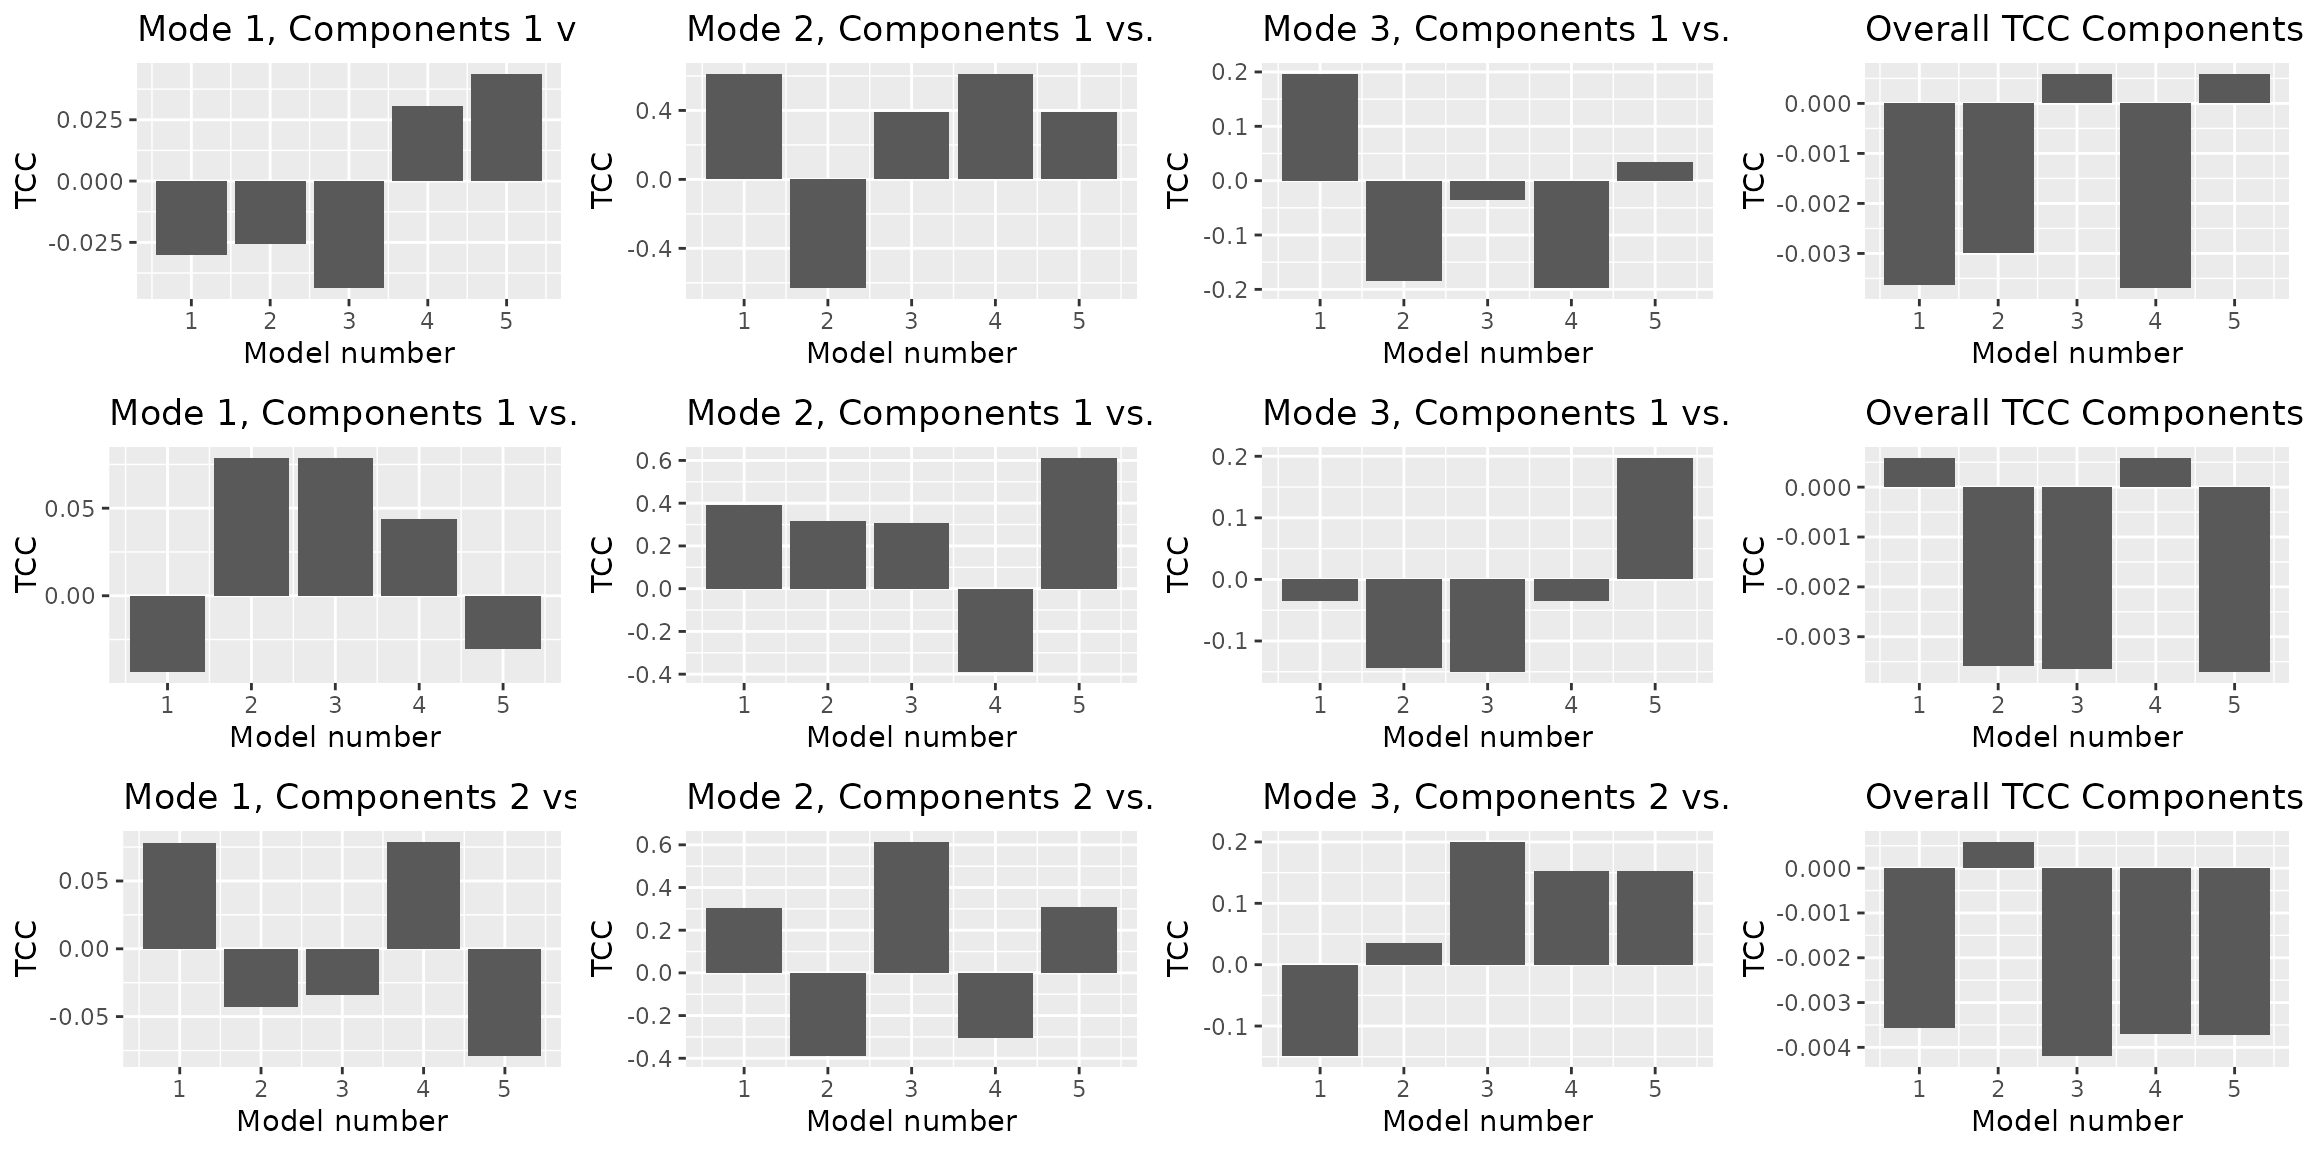 Mode 1, Components 1 v
0.025
0.000
-0.025
TCC
1 2 3 4 5
Model number
Mode 2, Components 1 vs.
0.4
0.0
-0.4
TCC
1 2 3 4 5
Model number
Mode 3, Components 1 vs.
0.2
0.1
0.0
-0.1
-0.2
TCC
1 2 3 4 5
Model number
Overall TCC Components
0.000
-0.001
-0.002
-0.003
TCC
1 2 3 4 5
Model number
Mode 1, Components 1 vs.
0.05
0.00
TCC
1 2 3 4 5
Model number
Mode 2, Components 1 vs.
0.6
0.4
0.2
0.0
-0.2
-0.4
TCC
1 2 3 4 5
Model number
Mode 3, Components 1 vs.
0.2
0.1
0.0
-0.1
TCC
1 2 3 4 5
Model number
Overall TCC Components
0.000
-0.001
-0.002
-0.003
TCC
1 2 3 4 5
Model number
Mode 1, Components 2 vs
0.05
0.00
-0.05
TCC
1 2 3 4 5
Model number
Mode 2, Components 2 vs.
0.6
0.4
0.2
0.0
-0.2
-0.4
TCC
1 2 3 4 5
Model number
Mode 3, Components 2 vs.
0.2
0.1
0.0
-0.1
TCC
1 2 3 4 5
Model number
Overall TCC Components
0.000
-0.001
-0.002
-0.003
-0.004
TCC
1 2 3 4 5
Model number